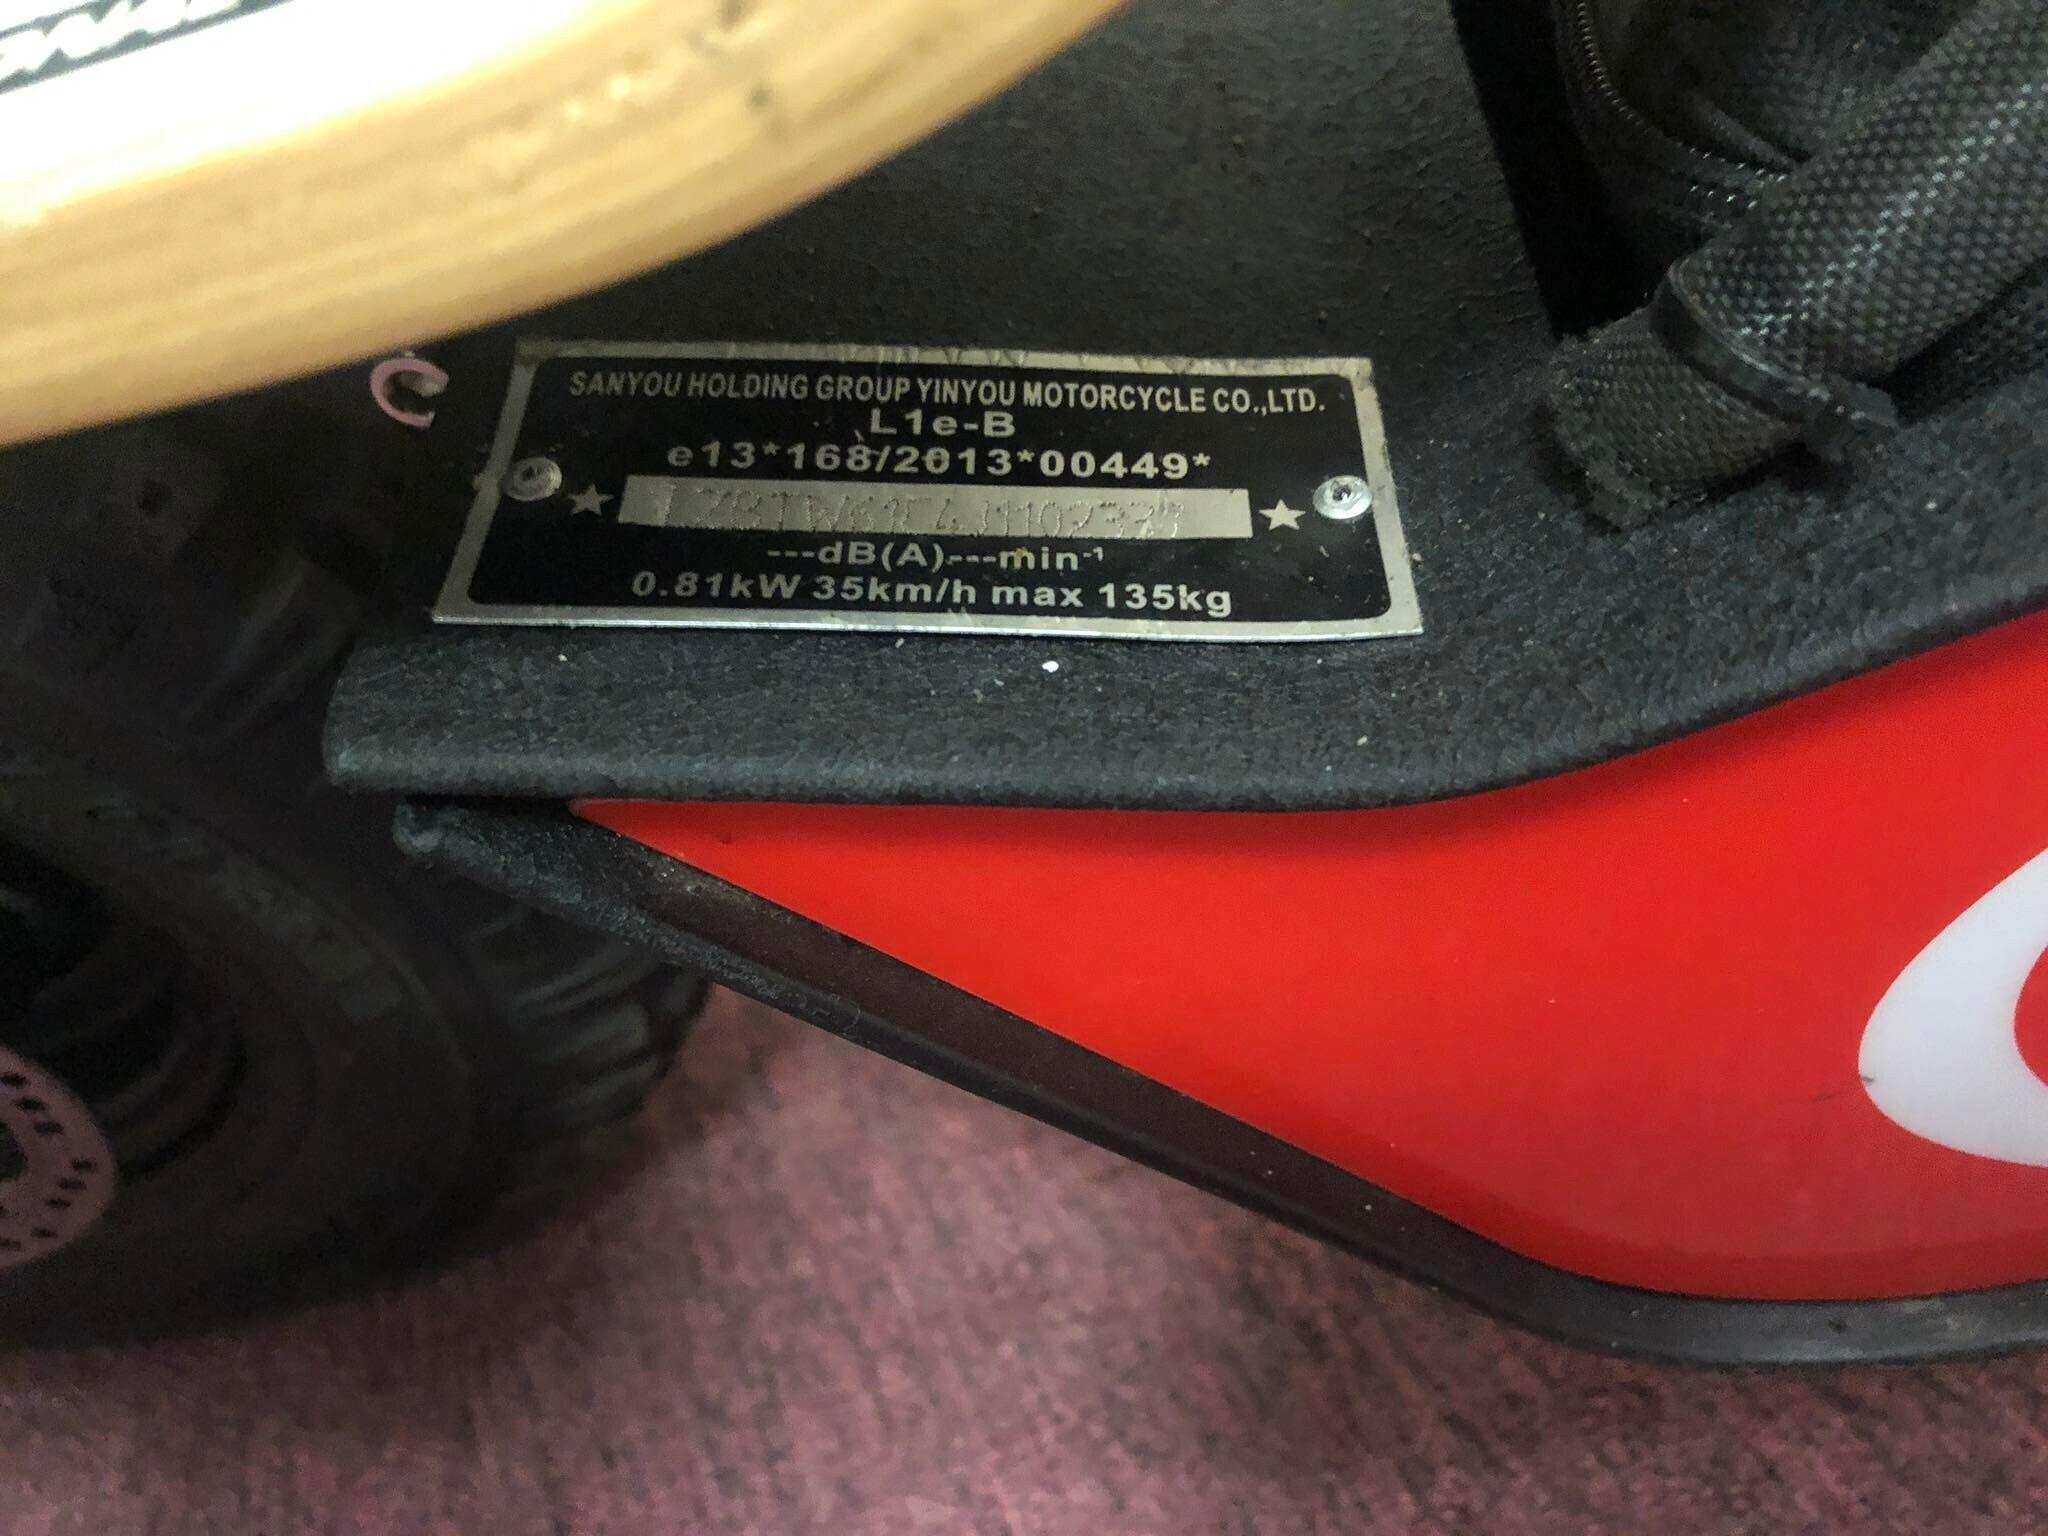 SANYOU HOLDING GROUP YINYOU MOTORCYCLE CO.,LTD.
L1e-B
e13*168/2013*00449*
---dB(A)---min-¹
0.81kW 35km/h max 135kg